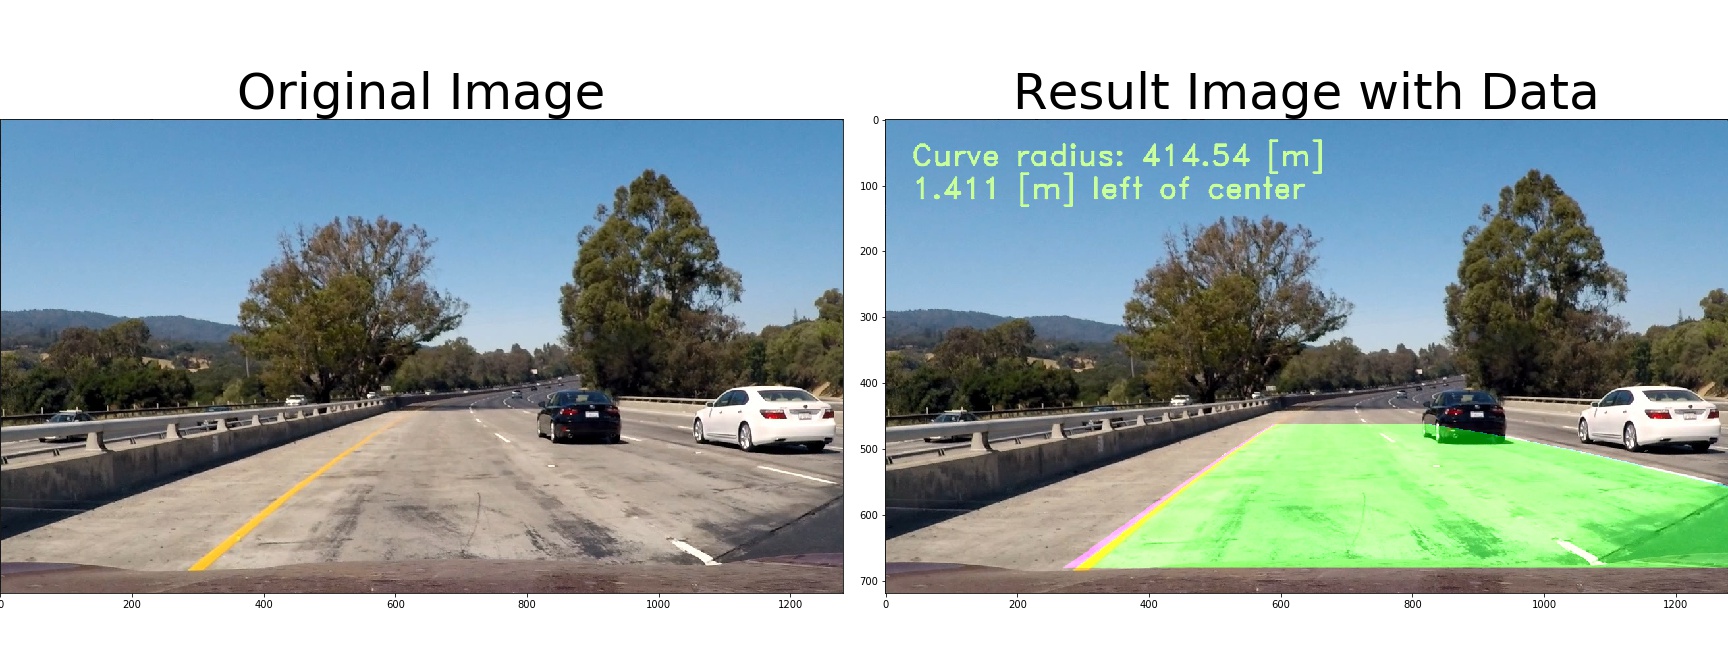 Original Image
Result Image with Data
Curve radius: 414.54 [m]
1.411 [m] left of center
0
100
200
300
400
500
600
700
0 200 400 600 800 1000 1200
0 200 400 600 800 1000 1200